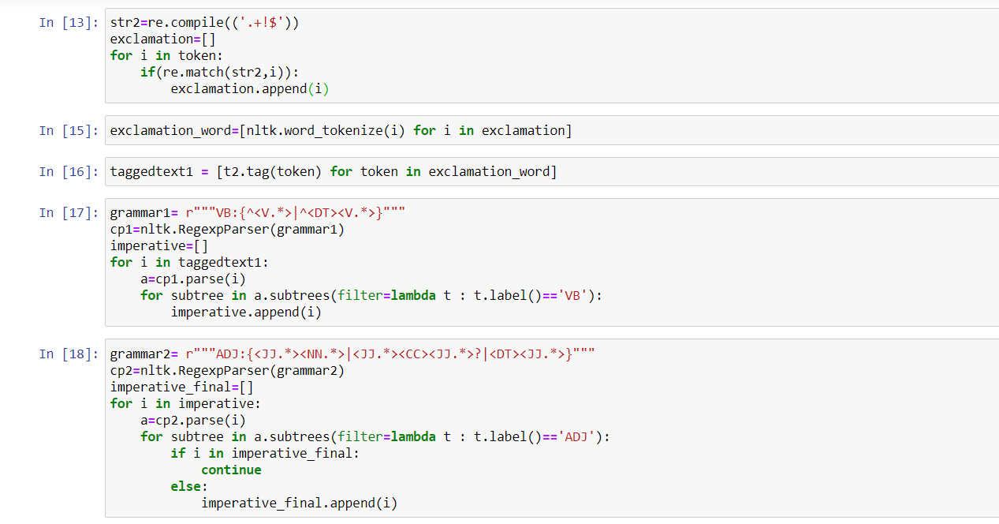 In [13]: str2=re.compile(('.+!$'))
exclamation=[]
for i in token:
    if(re.match(str2,i)):
        exclamation.append(i)
In [15]: exclamation_word=[nltk.word_tokenize(i) for i in exclamation]
In [16]: taggedtext1 = [t2.tag(token) for token in exclamation_word]
In [17]: grammar1= r"""VB:{^<V.*>|^<DT><V.*>}"""
cp1=nltk.RegexpParser(grammar1)
imperative=[]
for i in taggedtext1:
    a=cp1.parse(i)
    for subtree in a.subtrees(filter=lambda t : t.label()=='VB'):
        imperative.append(i)
In [18]: grammar2= r"""ADJ:{<JJ.*><NN.*>|<JJ.*><CC><JJ.*>?|<DT><JJ.*>}"""
cp2=nltk.RegexpParser(grammar2)
imperative_final=[]
for i in imperative:
    a=cp2.parse(i)
    for subtree in a.subtrees(filter=lambda t : t.label()=='ADJ'):
        if i in imperative_final:
            continue
        else:
            imperative_final.append(i)